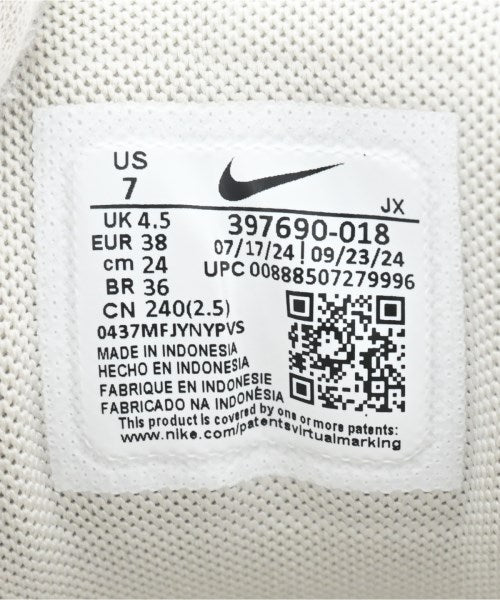 US
7
JX
UK 4.5
EUR 38
cm 24
BR 36
CN 240(2.5)
397690-018
07/17/24 | 09/23/24
UPC 00888507279996
0437MFJYNYPVS
MADE IN INDONESIA
HECHO EN INDONESIA
FABRIQUE EN INDONESIE
FABRICADO NA INDONÉSIA
This product is covered by one or more patents:
www.nike.com/patentsvirtualmarking